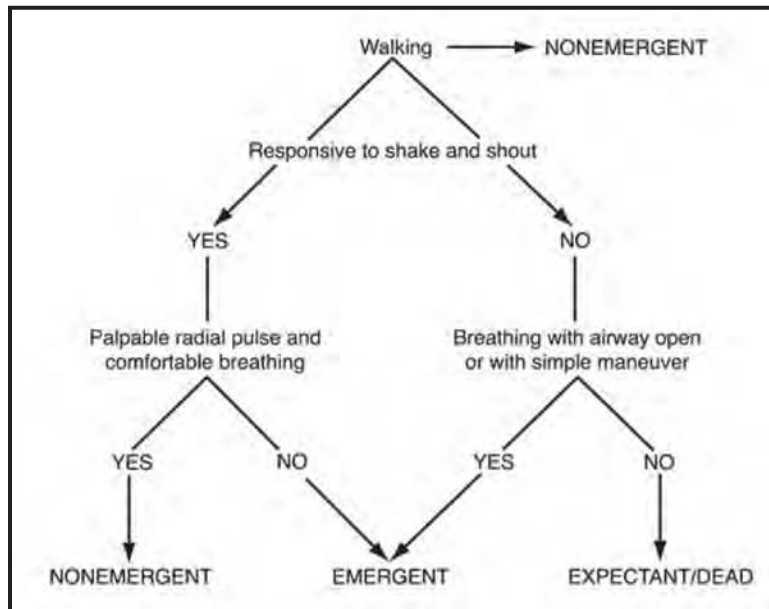 Walking NONEMERGENT
Responsive to shake and shout
YES NO
Palpable radial pulse and
comfortable breathing
Breathing with airway open
or with simple maneuver
YES NO YES NO
NONEMERGENT EMERGENT EXPECTANT/DEAD